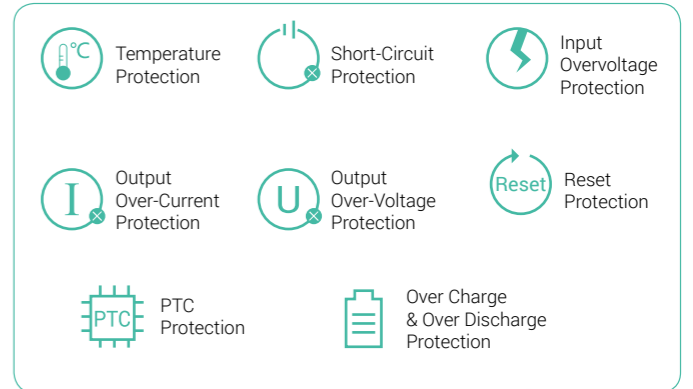 °C
Temperature
Protection
Short-Circuit
Protection
Input
Overvoltage
Protection
I
Output
Over-Current
Protection
U
Output
Over-Voltage
Protection
Reset
Reset
Protection
PTC
PTC
Protection
Over Charge
& Over Discharge
Protection